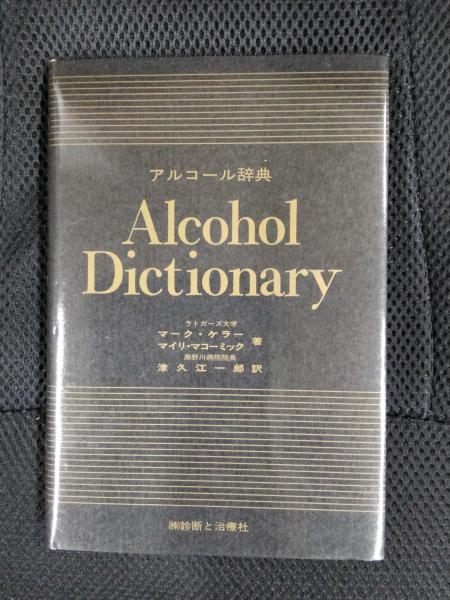 アルコール辞典
Alcohol
Dictionary
ラトガーズ大学
マーク・ケラー
マイリ・マコーミック 著
瀬野川病院院長
津久江一郎 訳
㈱診断と治療社